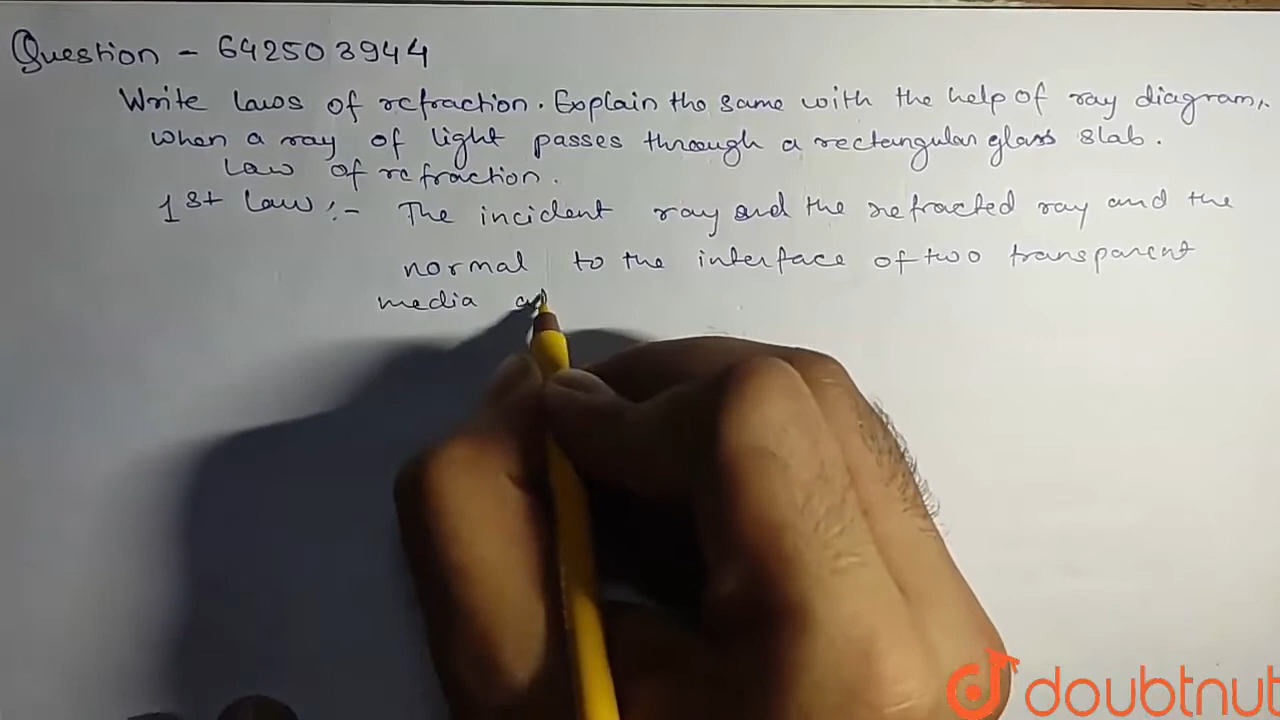 Question - 642503944
Write laws of refraction. Explain the same with the help of ray diagram,
when a ray of light passes through a rectangular glass slab.
Law of refraction.
1st Law :- The incident ray and the refracted ray and the
normal to the interface of two transparent
media
doubtnut